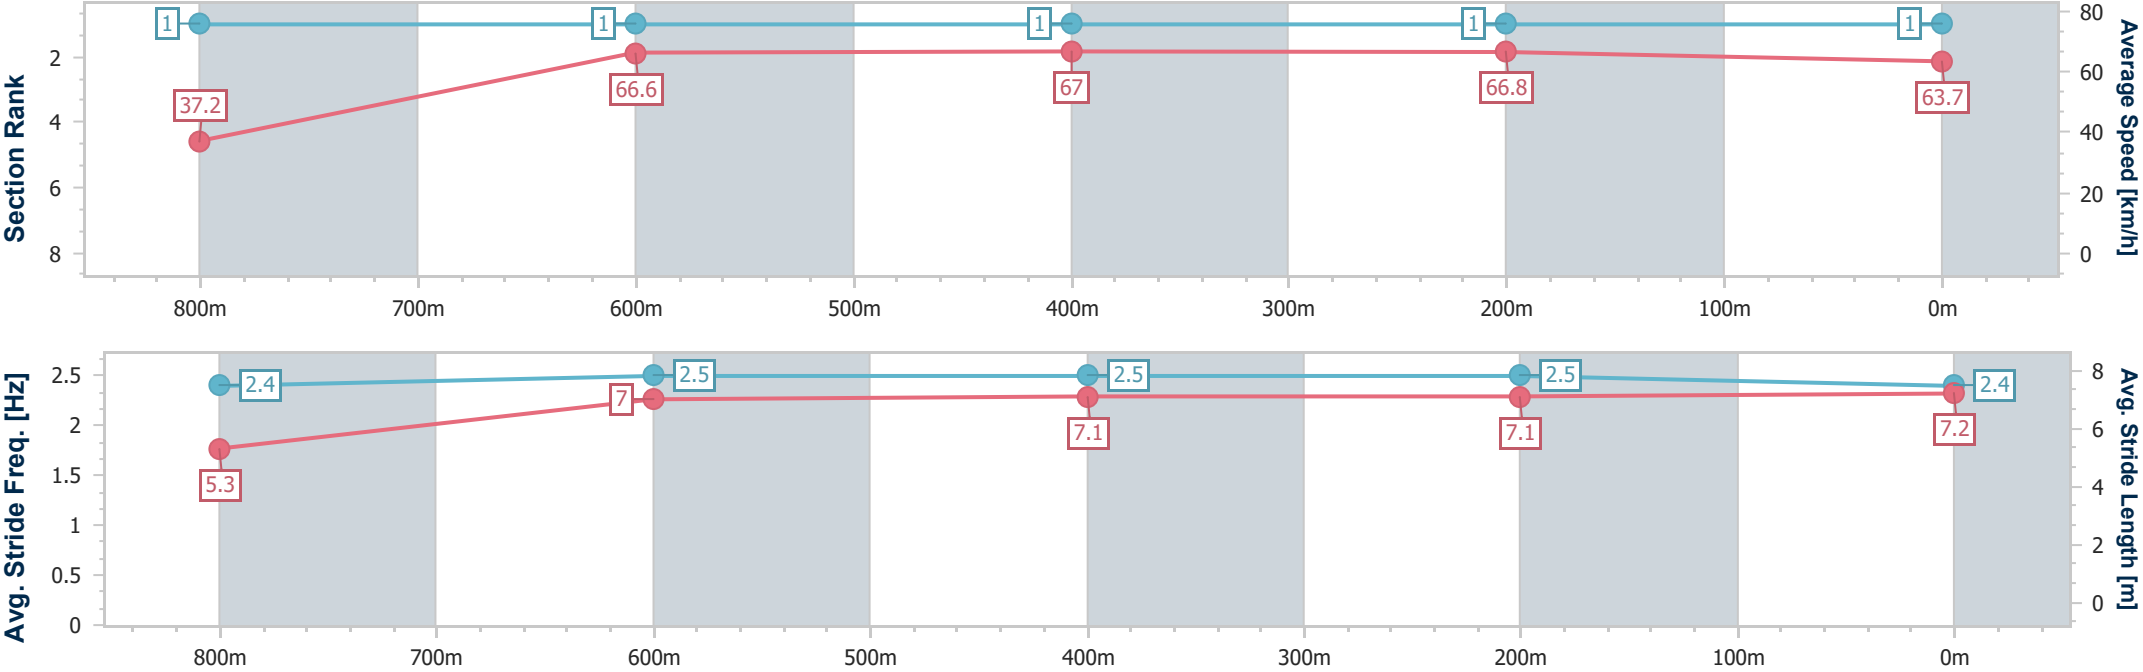 Section Rank
2
4
6
8
1
1
1
1
1
37.2
66.6
67
66.8
63.7
80
60
40
20
0
Average Speed [km/h]
800m
700m
600m
500m
400m
300m
200m
100m
0m
Avg. Stride Freq. [Hz]
2.5
2
1.5
1
0.5
0
2.4
2.5
2.5
2.5
2.4
5.3
7
7.1
7.1
7.2
8
6
4
2
0
Avg. Stride Length [m]
800m
700m
600m
500m
400m
300m
200m
100m
0m